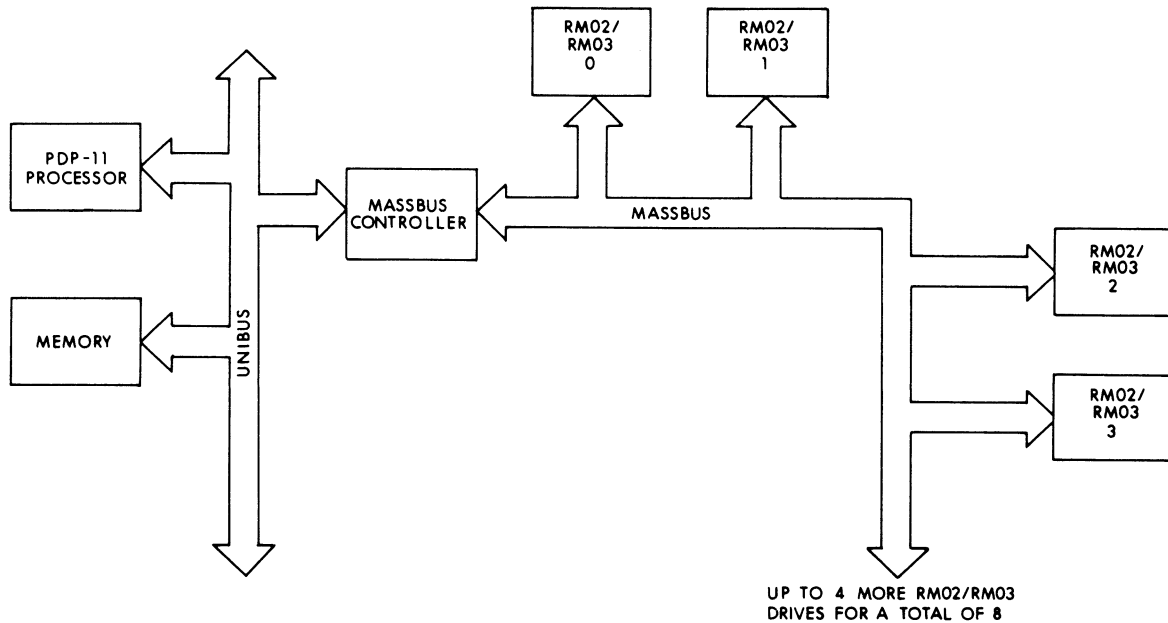 RM02/
RM03
0
RM02/
RM03
1
PDP-11
PROCESSOR
MASSBUS
CONTROLLER
MASSBUS
RM02/
RM03
2
MEMORY
UNIBUS
RM02/
RM03
3
UP TO 4 MORE RM02/RM03
DRIVES FOR A TOTAL OF 8